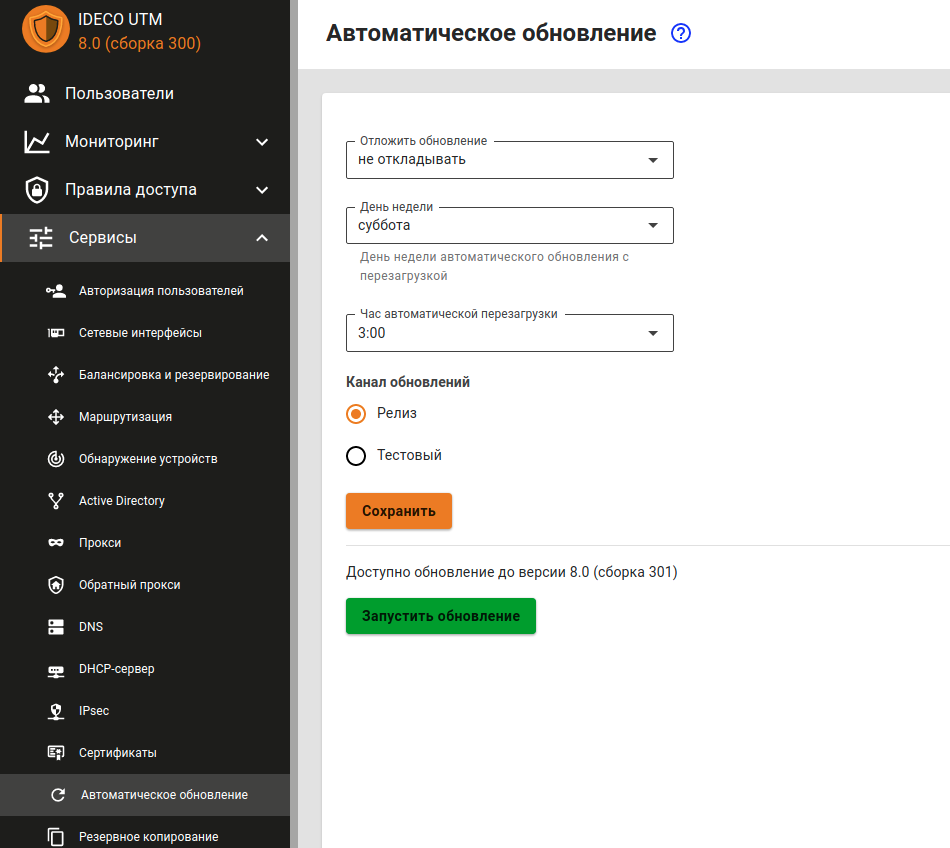 IDECO UTM
8.0 (сборка 300)
Пользователи
Мониторинг
Правила доступа
Сервисы
Авторизация пользователей
Сетевые интерфейсы
Балансировка и резервирование
Маршрутизация
Обнаружение устройств
Active Directory
Прокси
Обратный прокси
DNS
DHCP-сервер
IPsec
Сертификаты
Автоматическое обновление
Резервное копирование
Автоматическое обновление ?
Отложить обновление
не откладывать
День недели
суббота
День недели автоматического обновления с
перезагрузкой
Час автоматической перезагрузки
3:00
Канал обновлений
Релиз
Тестовый
Сохранить
Доступно обновление до версии 8.0 (сборка 301)
Запустить обновление